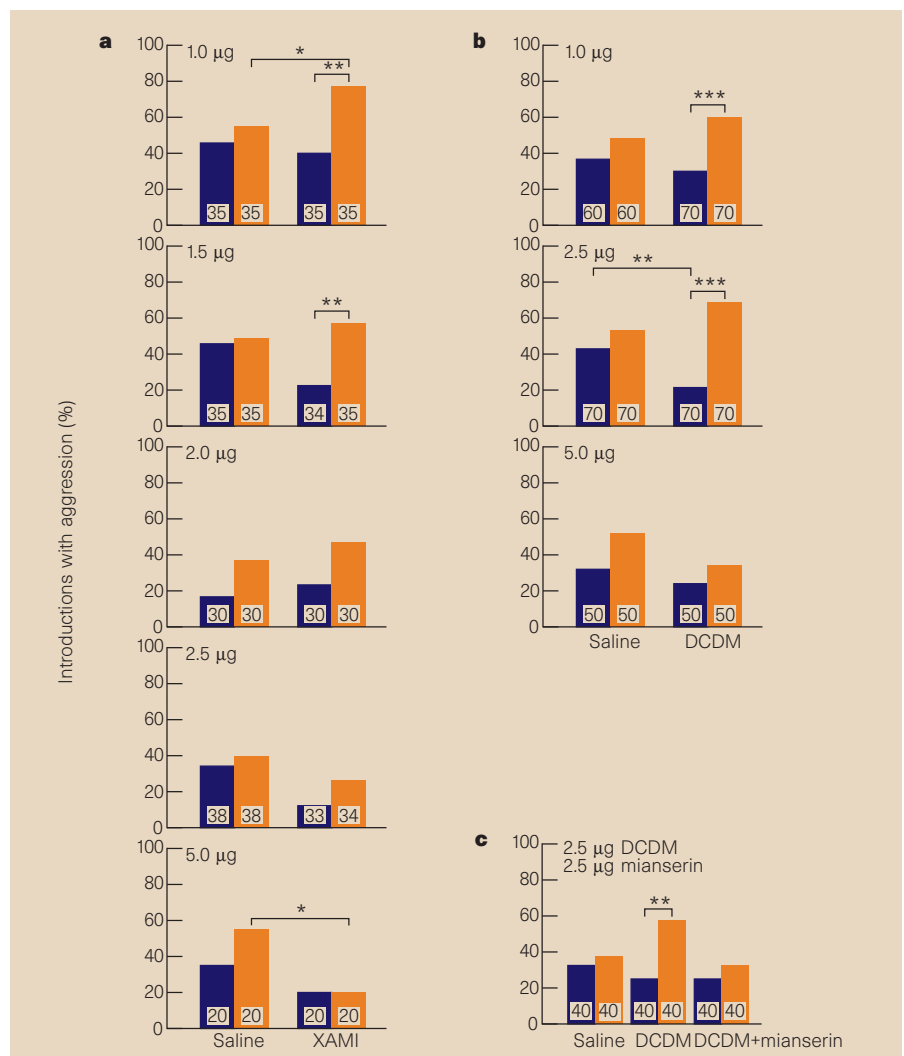 Introductions with aggression (%)
a
100
80
60
40
20
0
1.0 µg
*
**
35 35 35 35
100
80
60
40
20
0
1.5 µg
**
35 35 34 35
100
80
60
40
20
0
2.0 µg
30 30 30 30
100
80
60
40
20
0
2.5 µg
38 38 33 34
100
80
60
40
20
0
5.0 µg
*
20 20 20 20
Saline XAMI
b
100
80
60
40
20
0
1.0 µg
***
60 60 70 70
100
80
60
40
20
0
2.5 µg
**
***
70 70 70 70
100
80
60
40
20
0
5.0 µg
50 50 50 50
Saline DCDM
c
100
80
60
40
20
0
2.5 µg DCDM
2.5 µg mianserin
**
40 40 40 40 40 40
Saline DCDM DCDM+mianserin